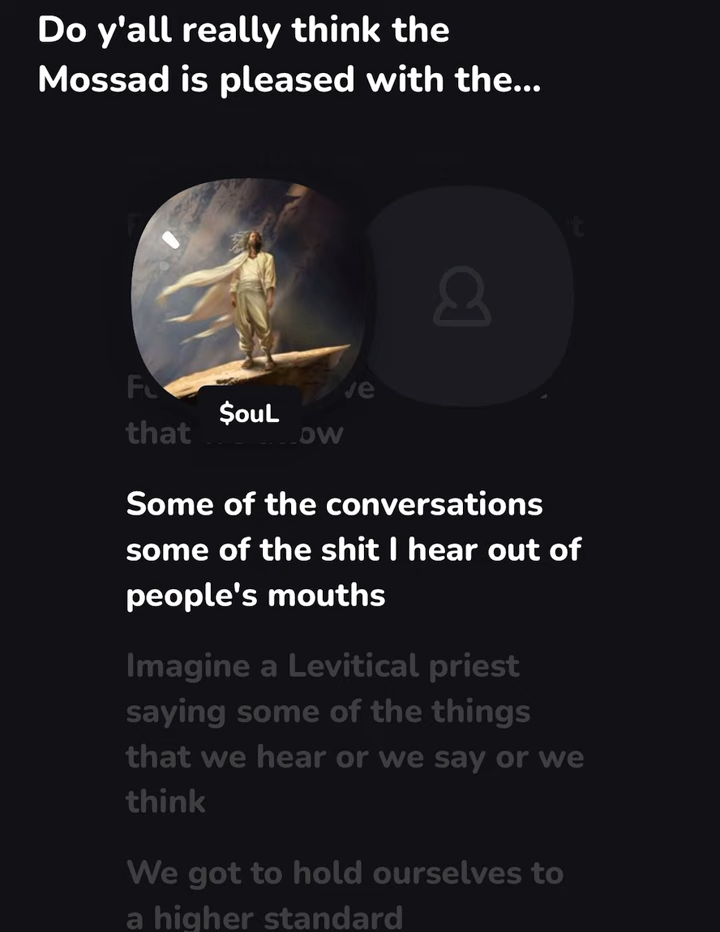 Do y'all really think the
Mossad is pleased with the...
$ouL
that
Some of the conversations
some of the shit I hear out of
people's mouths
Imagine a Levitical priest
saying some of the things
that we hear or we say or we
think
We got to hold ourselves to
a higher standard